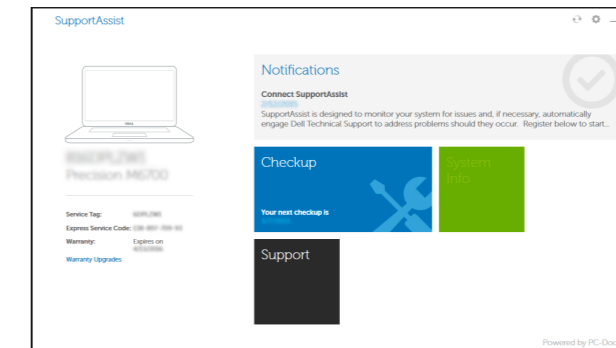 SupportAssist
Notifications
Connect SupportAssist
SupportAssist is designed to monitor your system for issues and, if necessary, automatically
engage Dell Technical Support to address problems should they occur. Register below to start...
DELL
Precision M6700
Checkup
System
Info
Your next checkup is
Service Tag:
Express Service Code:
Warranty: Expires on
Warranty Upgrades
Support
Powered by PC-Doc